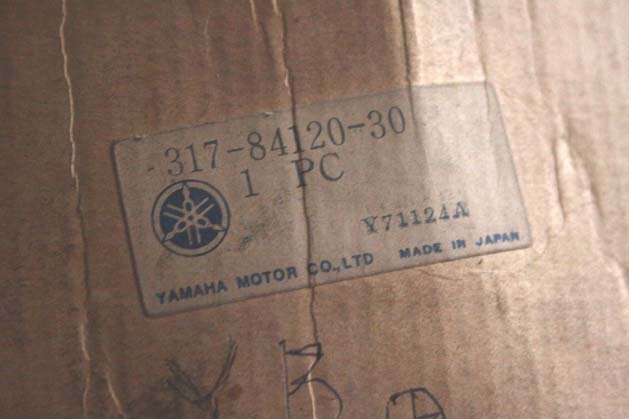 317-84120-30
1 PC
Y71124A
YAMAHA MOTOR CO.,LTD MADE IN JAPAN